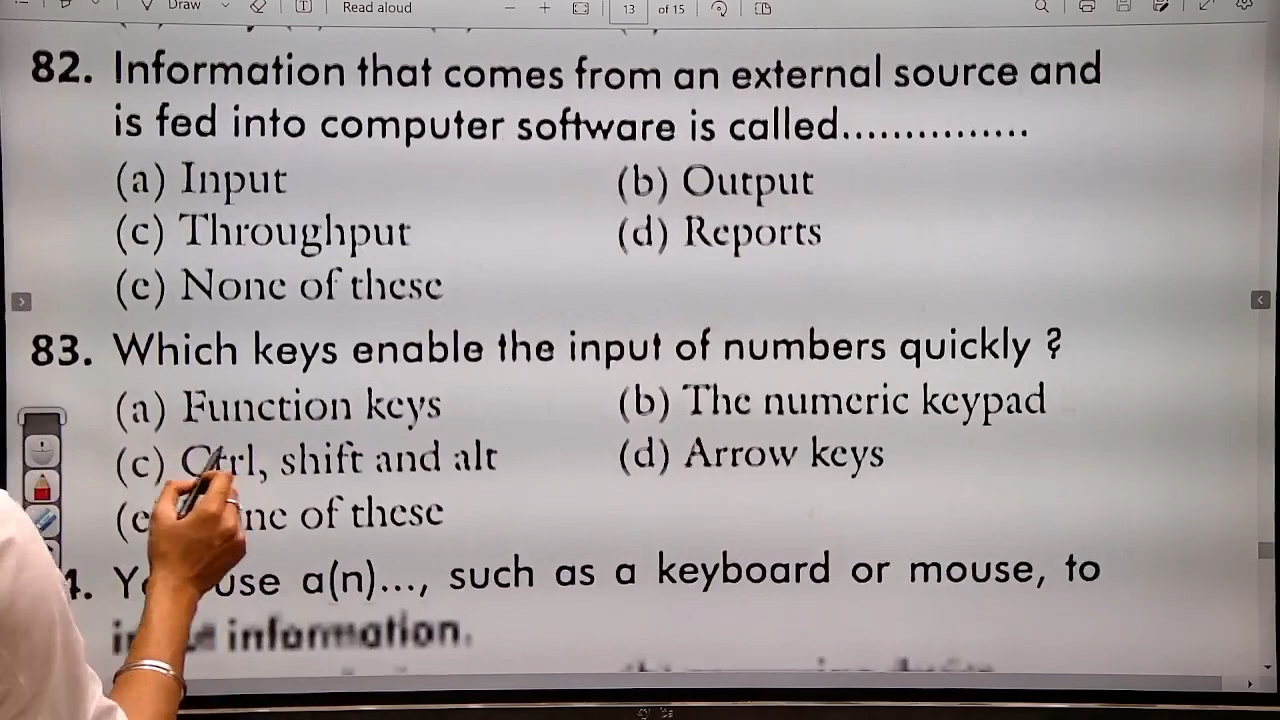 Draw
Read aloud
13 of 15
82. Information that comes from an external source and
is fed into computer software is called...............
(a) Input (b) Output
(c) Throughput (d) Reports
(e) None of these
83. Which keys enable the input of numbers quickly ?
(a) Function keys (b) The numeric keypad
(c) Ctrl, shift and alt (d) Arrow keys
of these
use a(n)..., such as a keyboard or mouse, to
information.